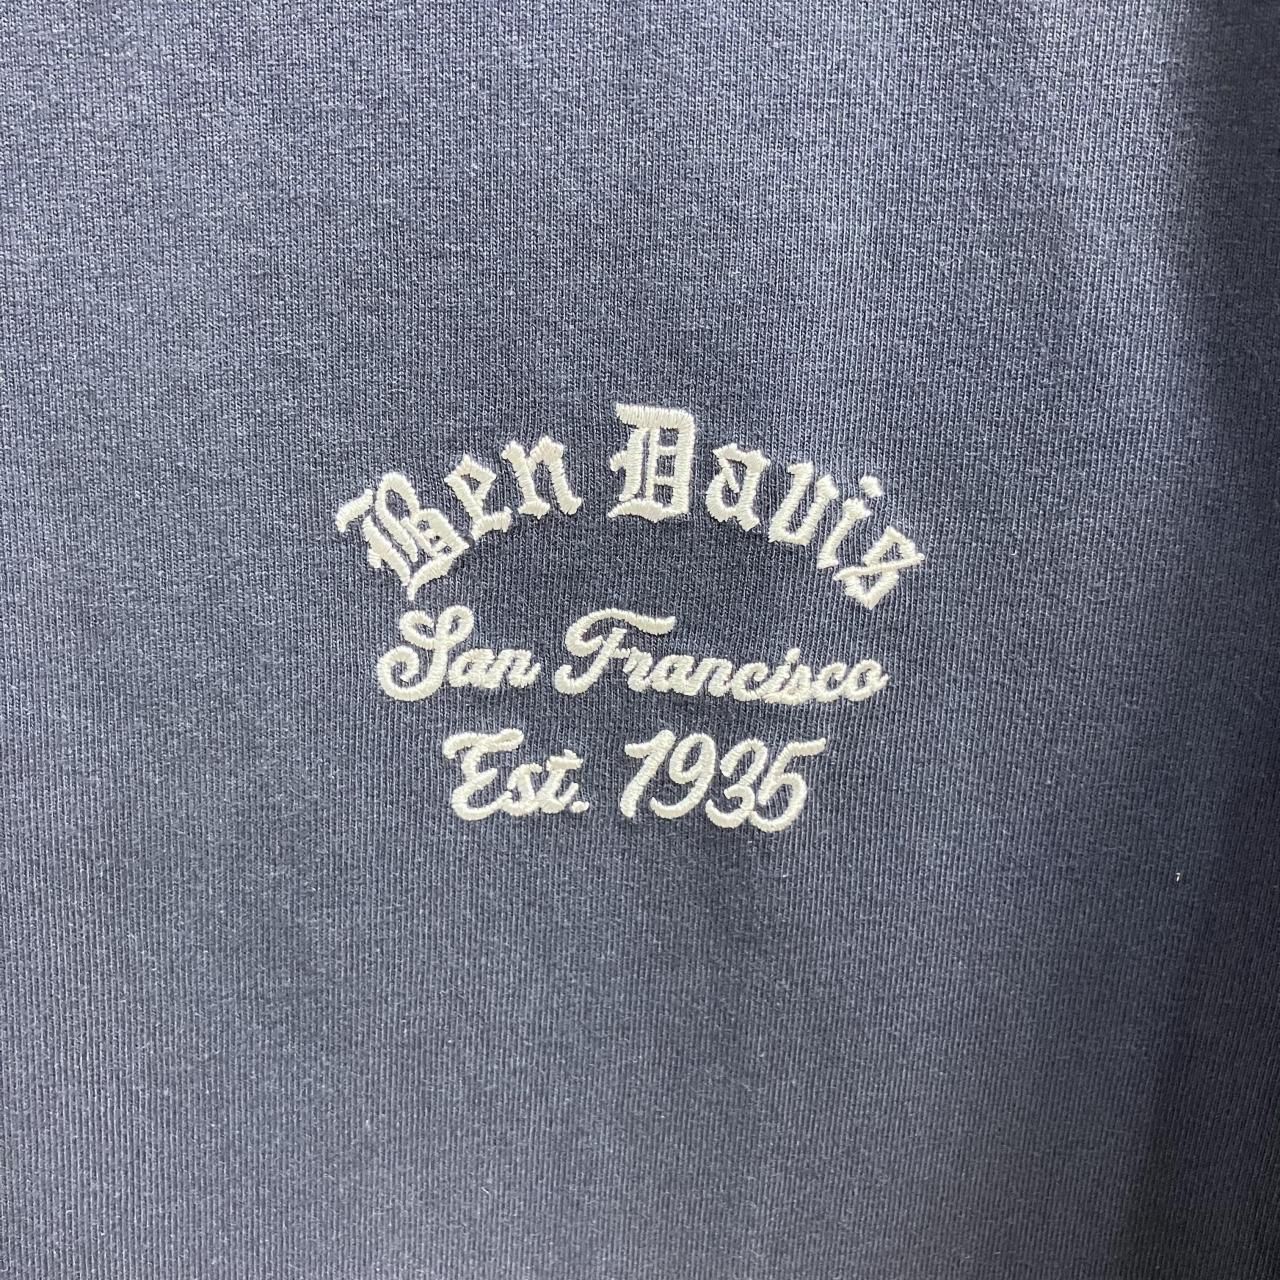 Ben Davis
San Francisco
Est. 1935